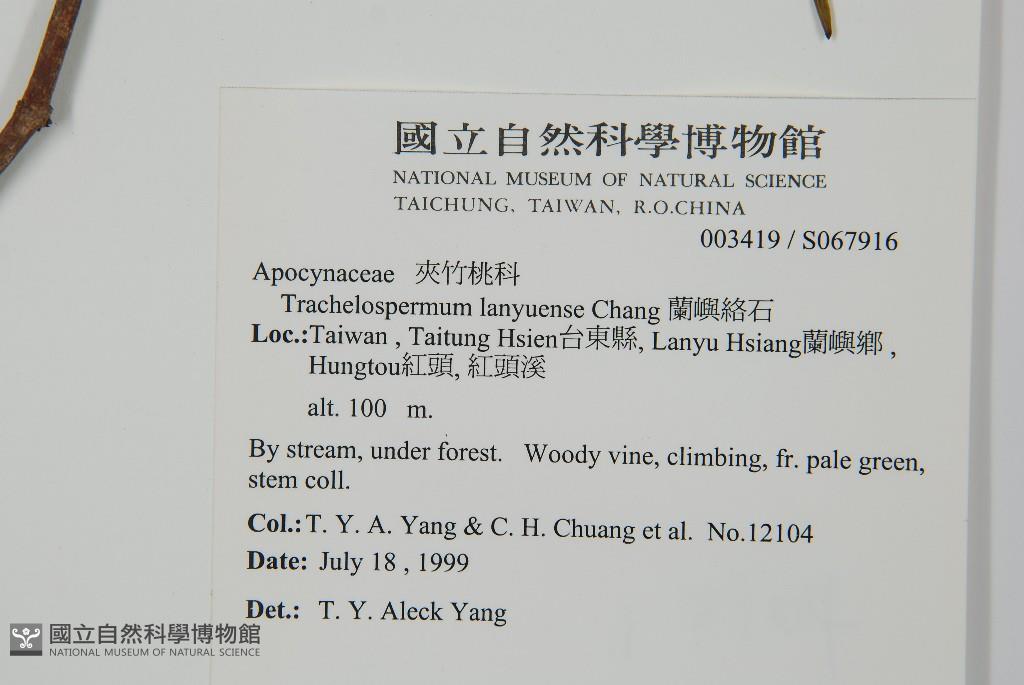 國立自然科學博物館
NATIONAL MUSEUM OF NATURAL SCIENCE
TAICHUNG, TAIWAN, R.O.CHINA
003419 / S067916
Apocynaceae 夾竹桃科
Trachelospermum lanyuense Chang 蘭嶼絡石
Loc.:Taiwan , Taitung Hsien台東縣, Lanyu Hsiang蘭嶼鄉 ,
Hungtou紅頭, 紅頭溪
alt. 100 m.
By stream, under forest. Woody vine, climbing, fr. pale green,
stem coll.
Col.:T. Y. A. Yang & C. H. Chuang et al. No.12104
Date: July 18 , 1999
Det.: T. Y. Aleck Yang
國立自然科學博物館
NATIONAL MUSEUM OF NATURAL SCIENCE